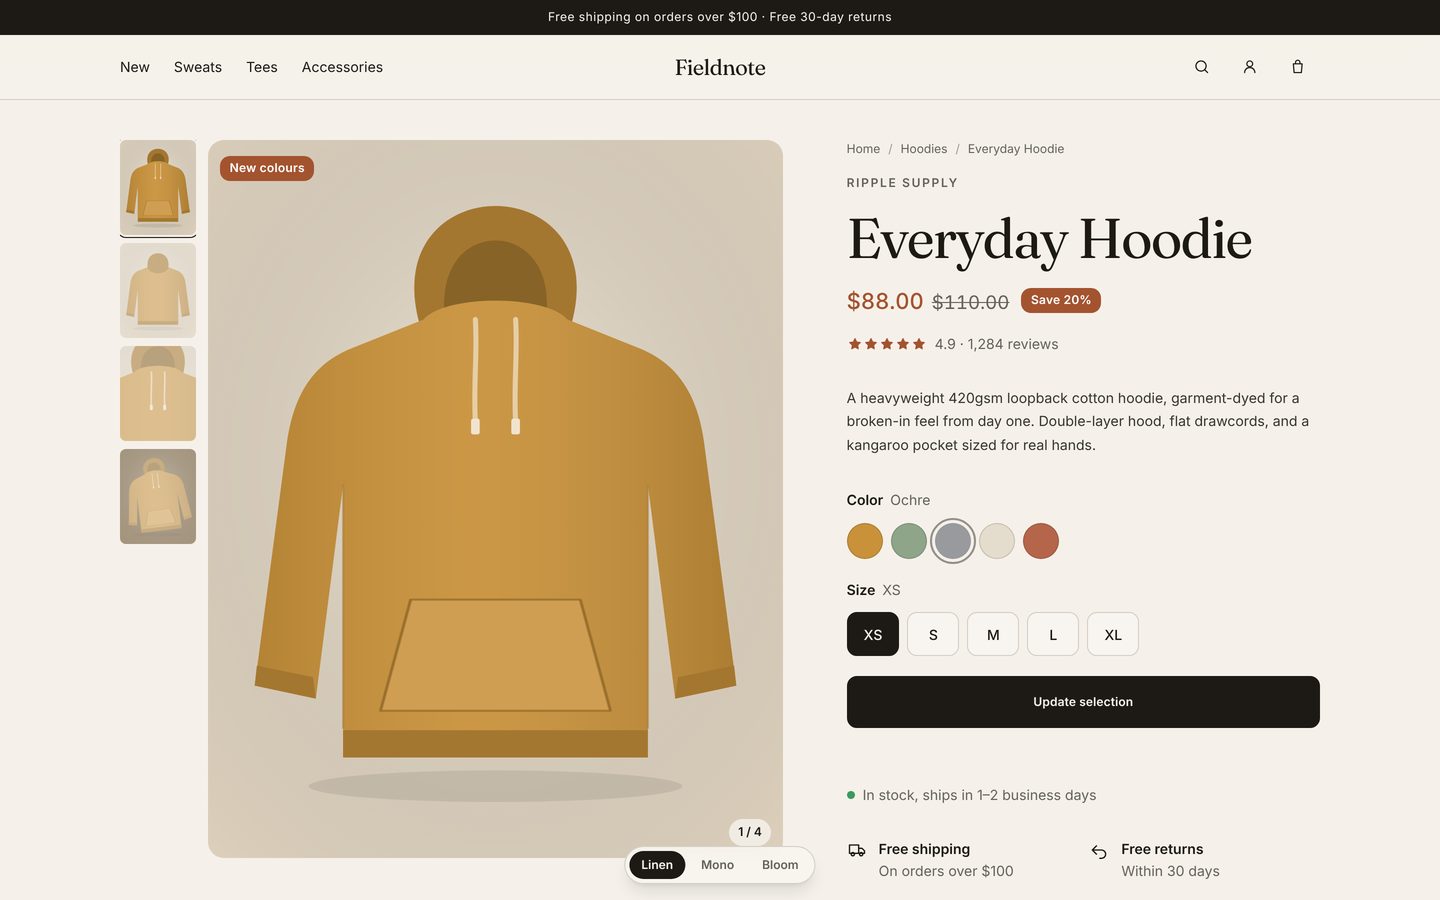 Free shipping on orders over $100 · Free 30-day returns
New
Sweats
Tees
Accessories
Fieldnote
New colours
1 / 4
Home / Hoodies / Everyday Hoodie
RIPPLE SUPPLY
Everyday Hoodie
$88.00 $110.00 Save 20%
4.9 · 1,284 reviews
A heavyweight 420gsm loopback cotton hoodie, garment-dyed for a
broken-in feel from day one. Double-layer hood, flat drawcords, and a
kangaroo pocket sized for real hands.
Color Ochre
Size XS
XS
S
M
L
XL
Update selection
In stock, ships in 1–2 business days
Free shipping
On orders over $100
Free returns
Within 30 days
Linen
Mono
Bloom